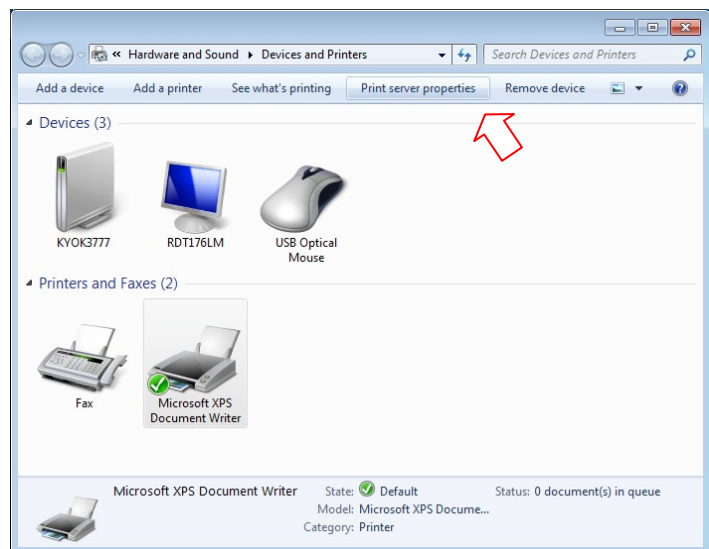 « Hardware and Sound ▸ Devices and Printers
Search Devices and Printers
Add a device Add a printer See what's printing Print server properties Remove device
Devices (3)
KYOK3777
RDT176LM
USB Optical
Mouse
Printers and Faxes (2)
Fax
Microsoft XPS
Document Writer
Microsoft XPS Document Writer State: Default Status: 0 document(s) in queue
Model: Microsoft XPS Docume...
Category: Printer